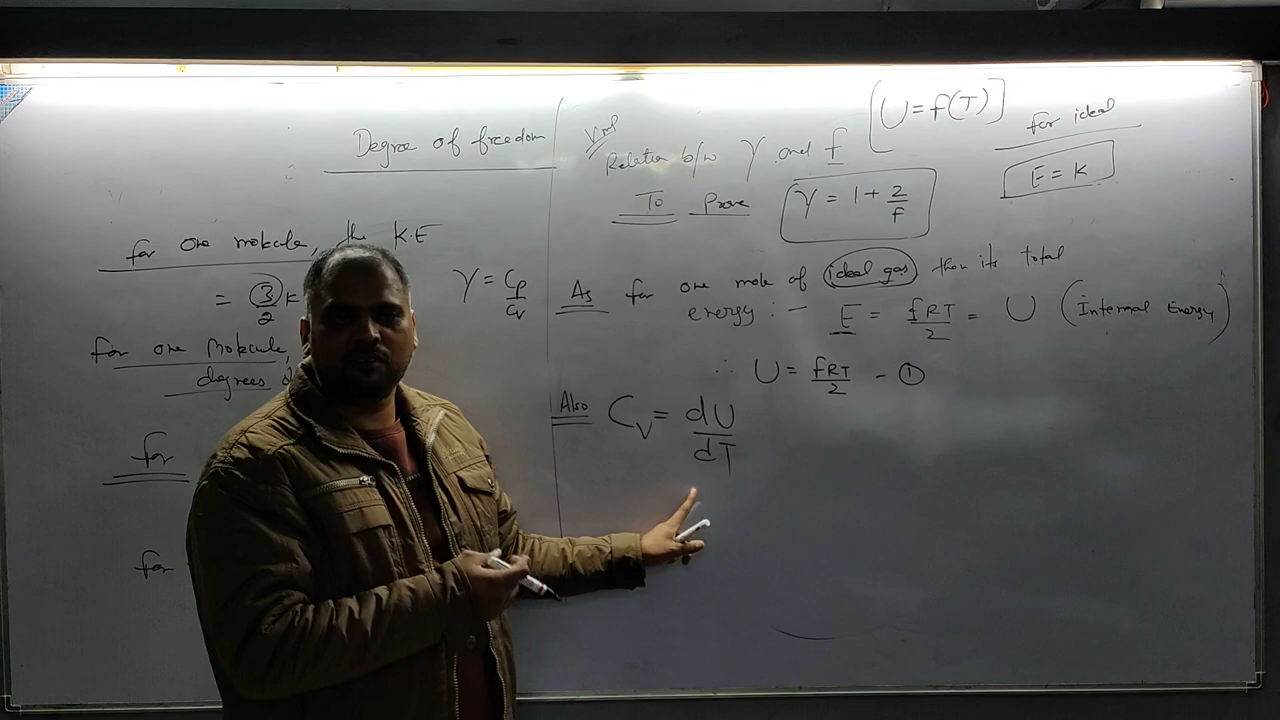 Degree of freedom
for one molecule, the K.E
= 3/2 K
for one molecule,
degrees
for
for
γ = Cp/Cv
Vmp
Relation b/w γ and f
[U = f(T)]
for ideal
E = K
To Prove γ = 1 + 2/f
As for one mole of ideal gas then its total
energy :- E = fRT/2 = U (Internal Energy)
∴ U = fRT/2 - ①
Also Cv = dU/dT